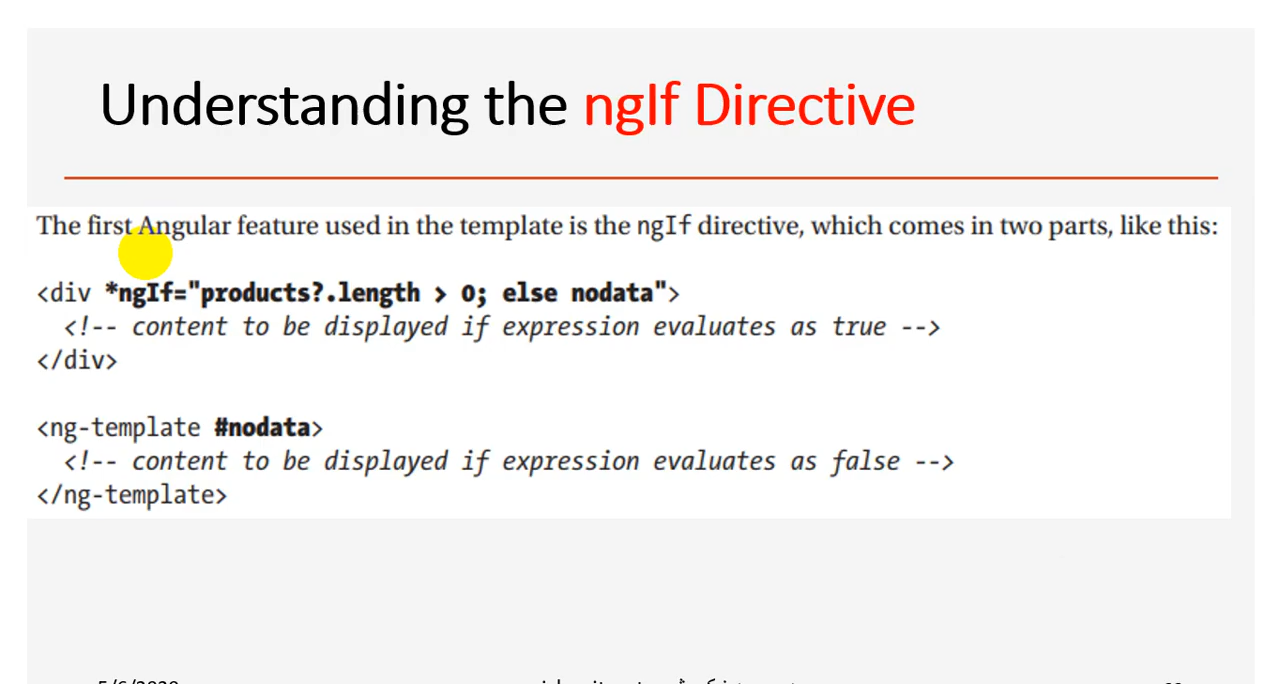 Understanding the ngIf Directive
The first Angular feature used in the template is the ngIf directive, which comes in two parts, like this:
<div *ngIf="products?.length > 0; else nodata">
<!-- content to be displayed if expression evaluates as true -->
</div>
<ng-template #nodata>
<!-- content to be displayed if expression evaluates as false -->
</ng-template>